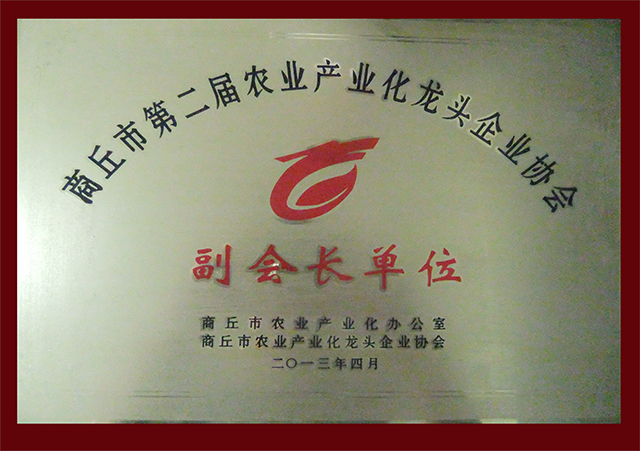 商丘市第二届农业产业化龙头企业协会
副会长单位
商丘市农业产业化办公室
商丘市农业产业化龙头企业协会
二〇一三年四月